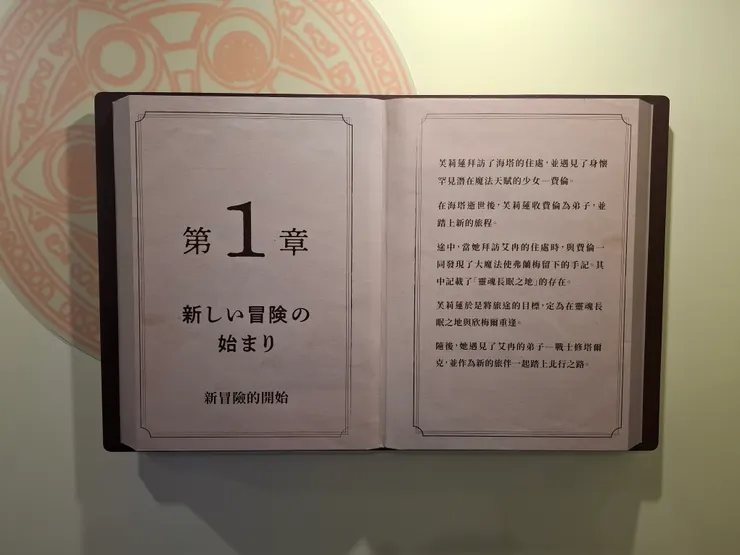 第1章
新しい冒険の
始まり
新冒險的開始
芙莉蓮拜訪了海塔的住處，並遇見了身懷
罕見潛在魔法天賦的少女—費倫。
在海塔逝世後，芙莉蓮收費倫為弟子，並
踏上新的旅程。
途中，當她拜訪艾冉的住處時，與費倫一
同發現了大魔法使弗蘭梅留下的手記。其
中記載了「靈魂長眠之地」的存在。
芙莉蓮於是將旅途的目標，定為在靈魂長
眠之地與欣梅爾重逢。
隨後，她遇見了艾冉的弟子—戰士修塔爾
克，並作為新的旅伴一起踏上北行之路。